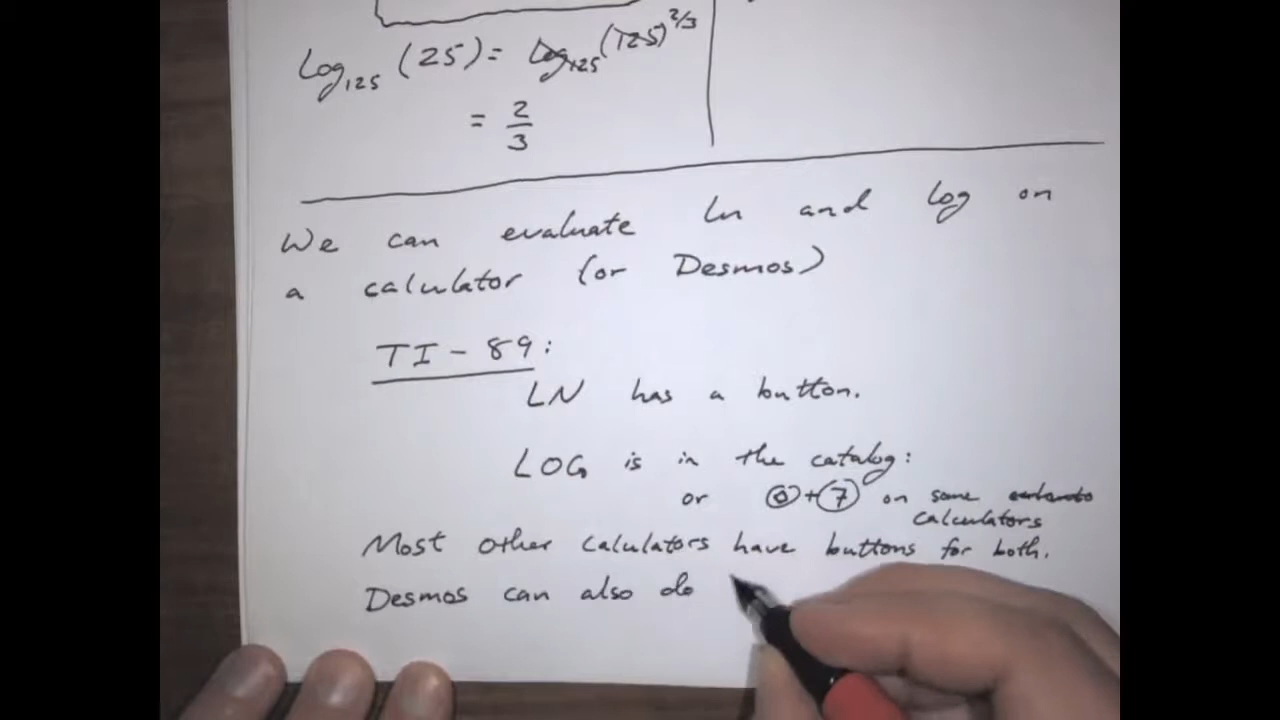 log₁₂₅ (25) = log₁₂₅ (125)^2/3
= 2/3
We can evaluate ln and log on
a calculator (or Desmos)
TI-89:
LN has a button.
LOG is in the catalog:
or ⊙+⑦ on some
calculators
Most other calulators have buttons for both.
Desmos can also do